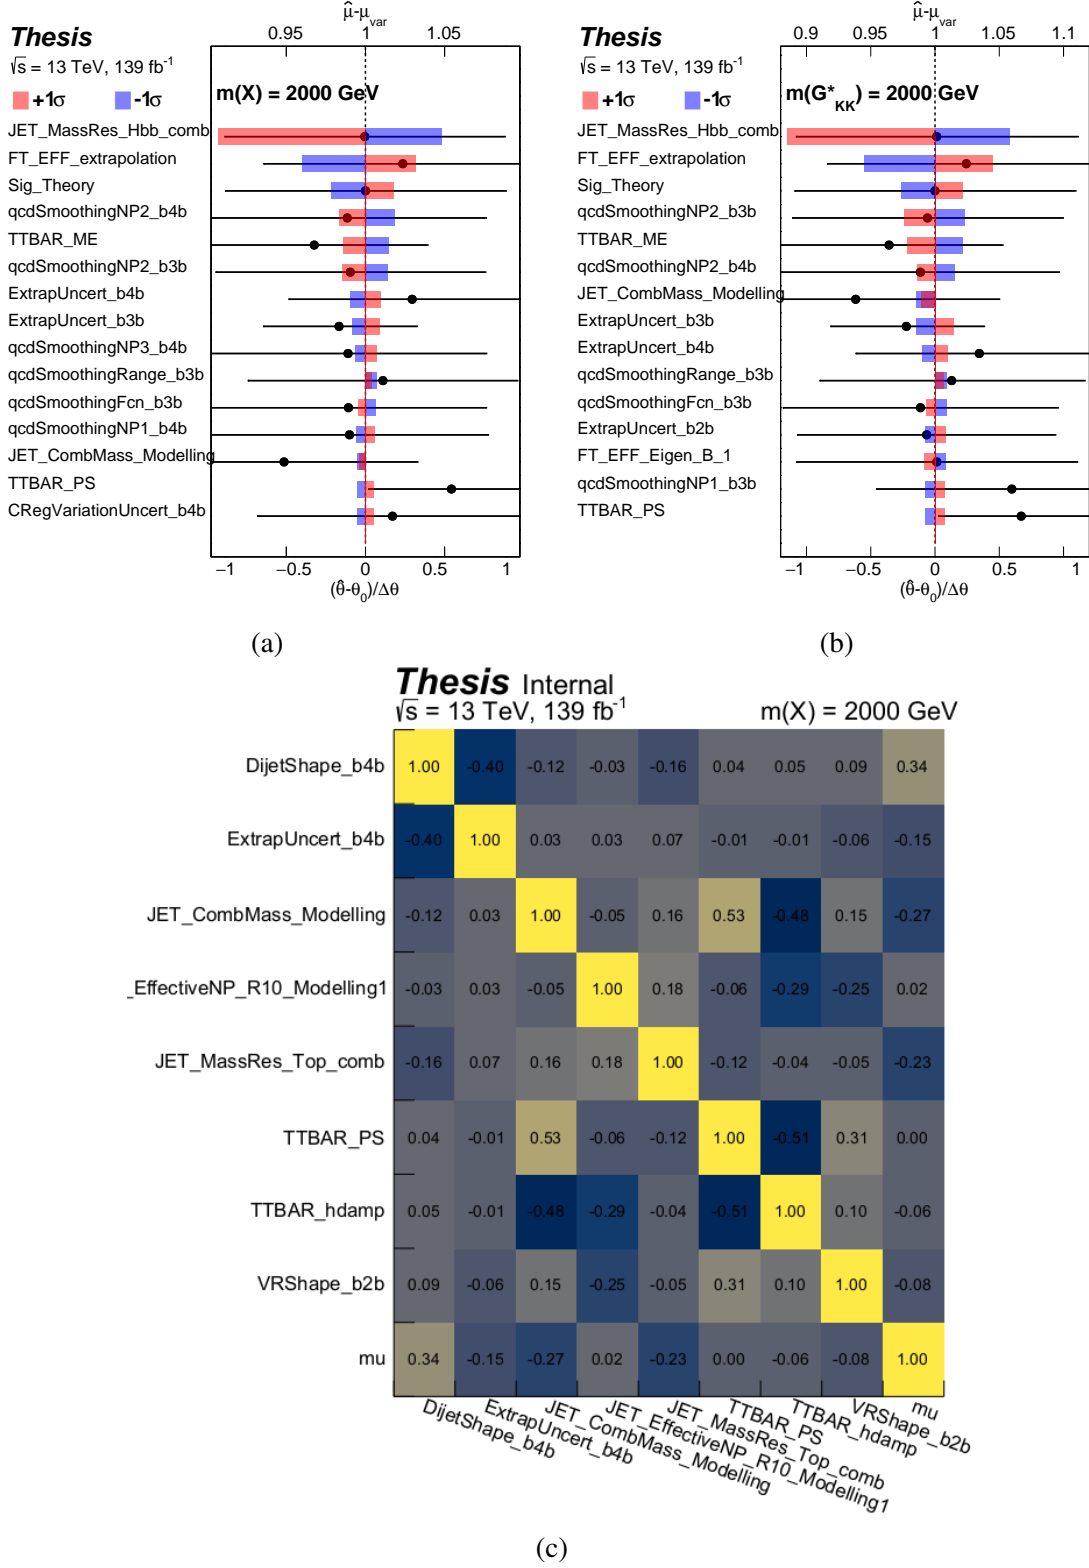 μ̂-μvar
0.95 1 1.05
Thesis
√s = 13 TeV, 139 fb-1
+1σ -1σ
m(X) = 2000 GeV
JET_MassRes_Hbb_comb
FT_EFF_extrapolation
Sig_Theory
qcdSmoothingNP2_b4b
TTBAR_ME
qcdSmoothingNP2_b3b
ExtrapUncert_b4b
ExtrapUncert_b3b
qcdSmoothingNP3_b4b
qcdSmoothingRange_b3b
qcdSmoothingFcn_b3b
qcdSmoothingNP1_b4b
JET_CombMass_Modelling
TTBAR_PS
CRegVariationUncert_b4b
−1 −0.5 0 0.5 1
(θ̂-θ0)/Δθ
(a)
μ̂-μvar
0.9 0.95 1 1.05 1.1
Thesis
√s = 13 TeV, 139 fb-1
+1σ -1σ
m(G*KK) = 2000 GeV
JET_MassRes_Hbb_comb
FT_EFF_extrapolation
Sig_Theory
qcdSmoothingNP2_b3b
TTBAR_ME
qcdSmoothingNP2_b4b
JET_CombMass_Modelling
ExtrapUncert_b3b
ExtrapUncert_b4b
qcdSmoothingRange_b3b
qcdSmoothingFcn_b3b
ExtrapUncert_b2b
FT_EFF_Eigen_B_1
qcdSmoothingNP1_b3b
TTBAR_PS
−1 −0.5 0 0.5 1
(θ̂-θ0)/Δθ
(b)
Thesis Internal
√s = 13 TeV, 139 fb-1 m(X) = 2000 GeV
DijetShape_b4b 1.00 -0.40 -0.12 -0.03 -0.16 0.04 0.05 0.09 0.34
ExtrapUncert_b4b -0.40 1.00 0.03 0.03 0.07 -0.01 -0.01 -0.06 -0.15
JET_CombMass_Modelling -0.12 0.03 1.00 -0.05 0.16 0.53 -0.48 0.15 -0.27
_EffectiveNP_R10_Modelling1 -0.03 0.03 -0.05 1.00 0.18 -0.06 -0.29 -0.25 0.02
JET_MassRes_Top_comb -0.16 0.07 0.16 0.18 1.00 -0.12 -0.04 -0.05 -0.23
TTBAR_PS 0.04 -0.01 0.53 -0.06 -0.12 1.00 -0.51 0.31 0.00
TTBAR_hdamp 0.05 -0.01 -0.48 -0.29 -0.04 -0.51 1.00 0.10 -0.06
VRShape_b2b 0.09 -0.06 0.15 -0.25 -0.05 0.31 0.10 1.00 -0.08
mu 0.34 -0.15 -0.27 0.02 -0.23 0.00 -0.06 -0.08 1.00
DijetShape_b4b
ExtrapUncert_b4b
JET_CombMass_Modelling
JET_EffectiveNP_R10_Modelling1
JET_MassRes_Top_comb
TTBAR_PS
TTBAR_hdamp
VRShape_b2b
mu
(c)